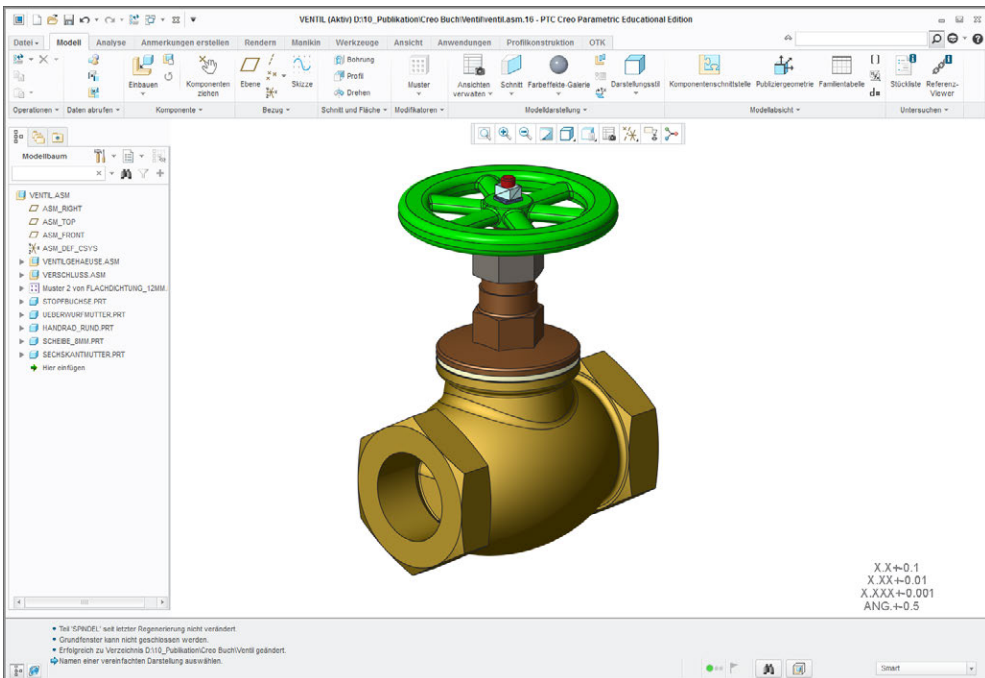 VENTIL (Aktiv) D:\10_Publikation\Creo Buch\Ventil\ventil.asm.16 - PTC Creo Parametric Educational Edition
Datei Modell Analyse Anmerkungen erstellen Rendern Manikin Werkzeuge Ansicht Anwendungen Profilkonstruktion OTK
Bohrung
Profil
Drehen
Einbauen
Komponenten ziehen
Ebene
Skizze
Muster
Ansichten verwalten
Schnitt
Farbeffekte-Galerie
Darstellungsstil
Komponentenschnittstelle
Publiziergeometrie
Familientabelle
Stückliste
Referenz-Viewer
Operationen Daten abrufen Komponente Bezug Schnitt und Fläche Modifikatoren Modelldarstellung Modellabsicht Untersuchen
Modellbaum
VENTIL.ASM
ASM_RIGHT
ASM_TOP
ASM_FRONT
ASM_DEF_CSYS
VENTILGEHAEUSE.ASM
VERSCHLUSS.ASM
Muster 2 von FLACHDICHTUNG_12MM.
STOPFBUCHSE.PRT
UEBERWURFMUTTER.PRT
HANDRAD_RUND.PRT
SCHEIBE_8MM.PRT
SECHSKANTMUTTER.PRT
Hier einfügen
X.X+-0.1
X.XX+-0.01
X.XXX+-0.001
ANG.+-0.5
Teil 'SPINDEL' seit letzter Regenerierung nicht verändert.
Grundfenster kann nicht geschlossen werden.
Erfolgreich zu Verzeichnis D:\10_Publikation\Creo Buch\Ventil geändert.
Namen einer vereinfachten Darstellung auswählen.
Smart